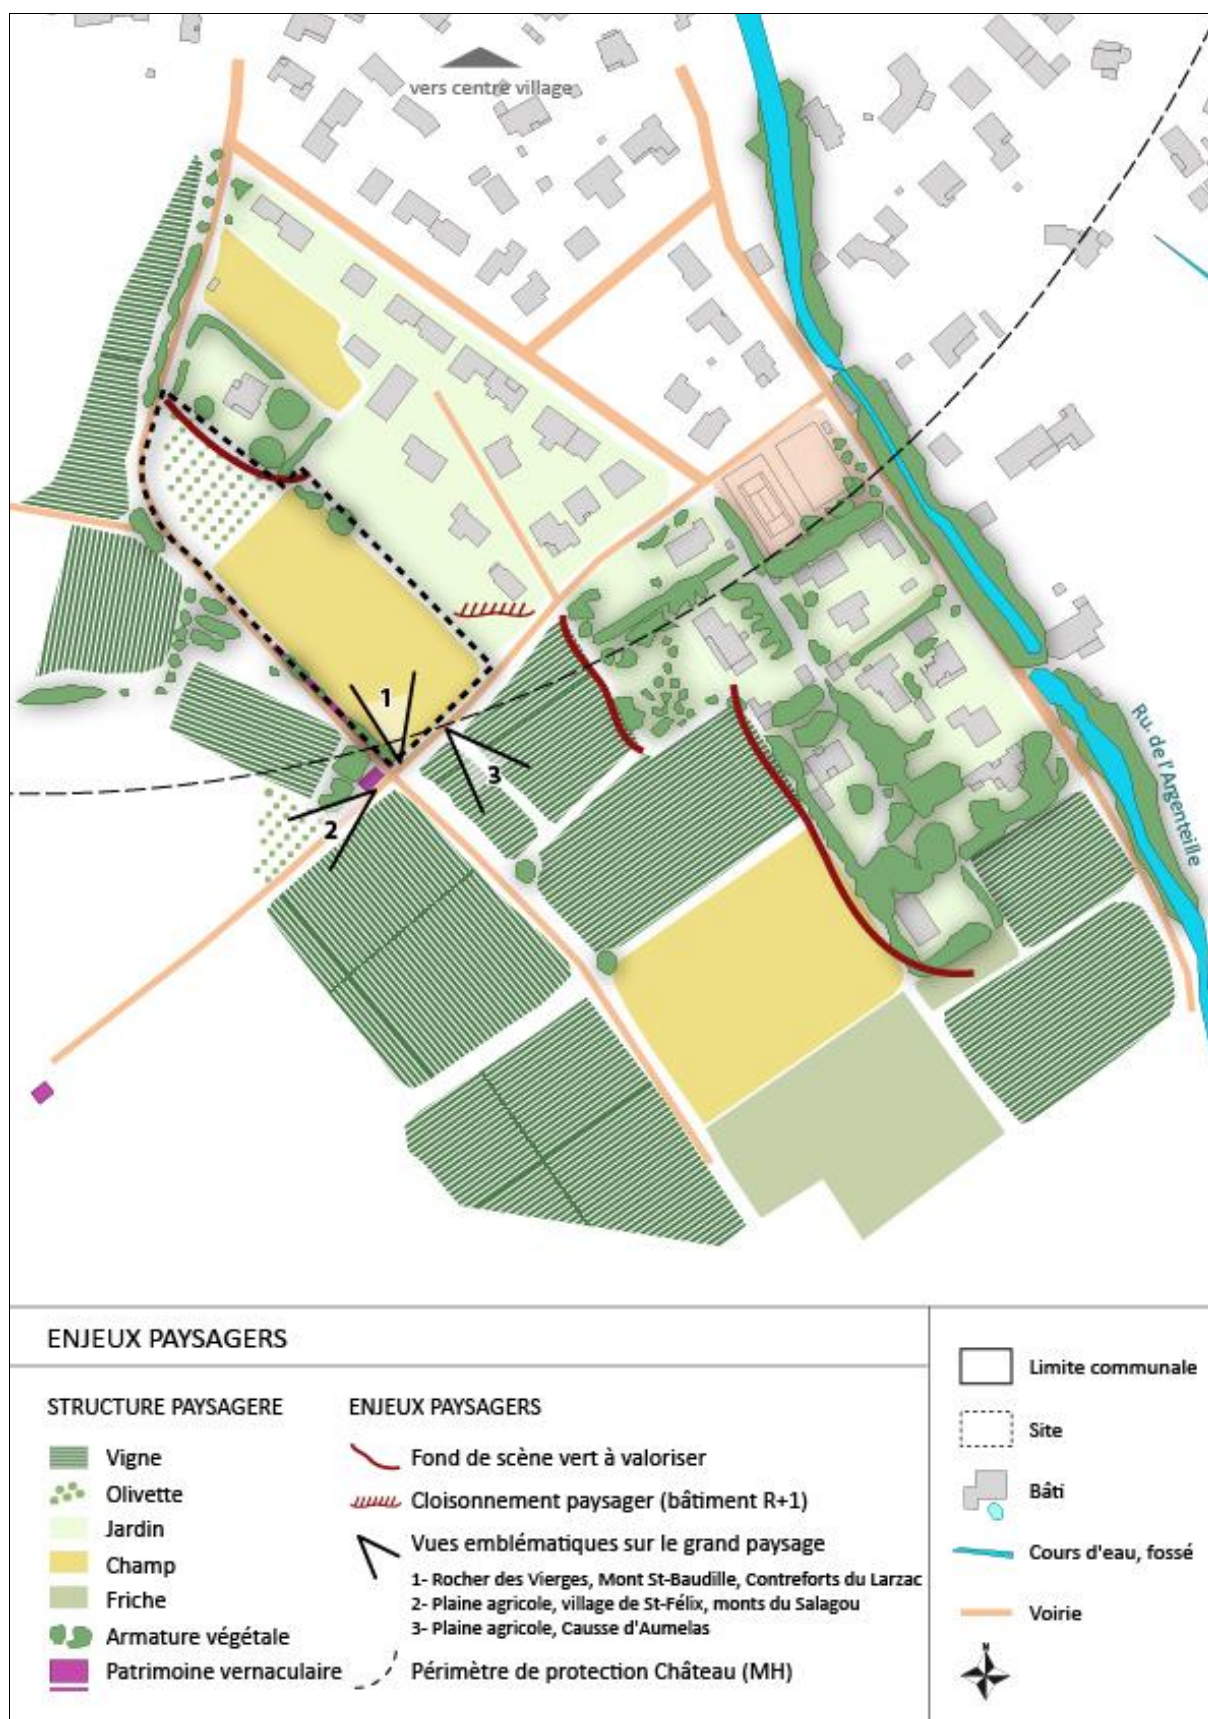 vers centre village
1
2
3
Ru. de l'Argenteille
ENJEUX PAYSAGERS
STRUCTURE PAYSAGERE
Vigne
Olivette
Jardin
Champ
Friche
Armature végétale
Patrimoine vernaculaire
ENJEUX PAYSAGERS
Fond de scène vert à valoriser
Cloisonnement paysager (bâtiment R+1)
Vues emblématiques sur le grand paysage
1- Rocher des Vierges, Mont St-Baudille, Contreforts du Larzac
2- Plaine agricole, village de St-Félix, monts du Salagou
3- Plaine agricole, Causse d'Aumelas
Périmètre de protection Château (MH)
Limite communale
Site
Bâti
Cours d'eau, fossé
Voirie
N